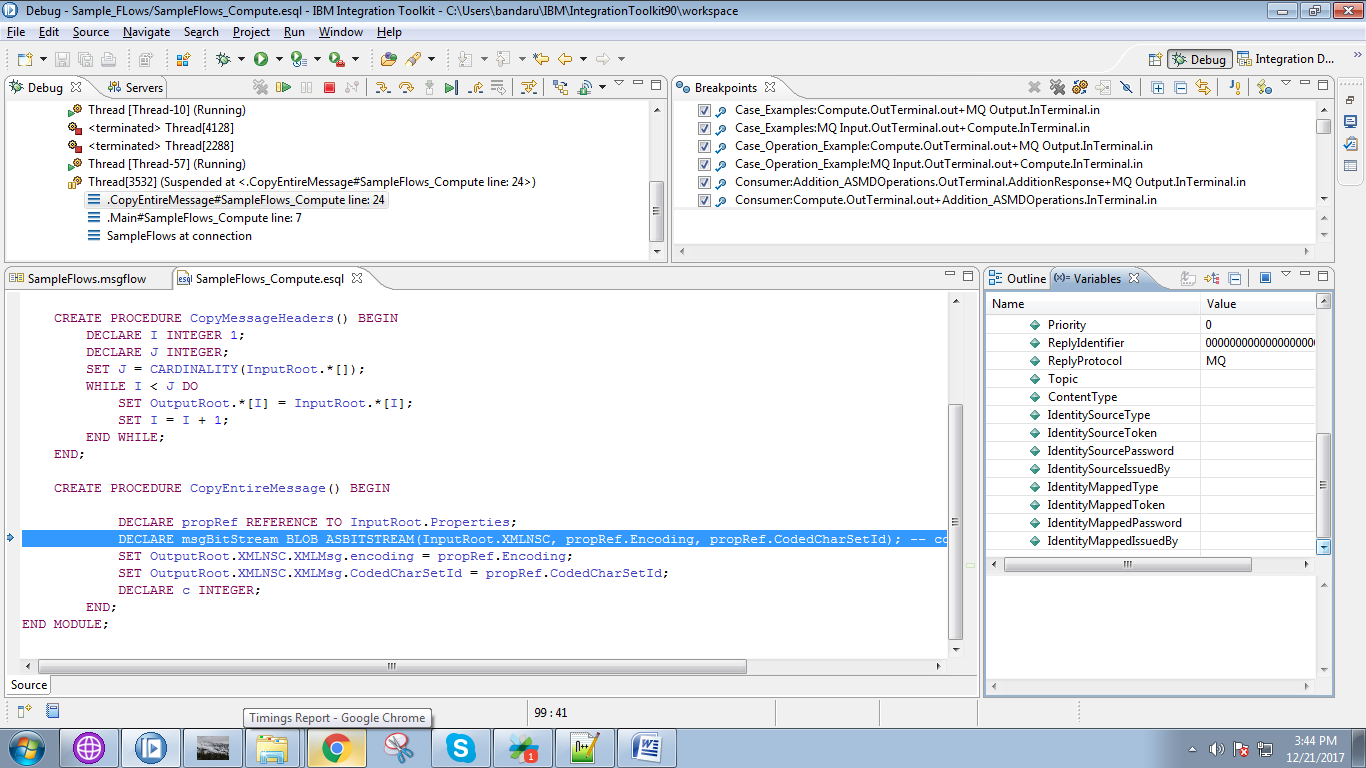 Debug - Sample_FLows/SampleFlows_Compute.esql - IBM Integration Toolkit - C:\Users\bandaru\IBM\IntegrationToolkit90\workspace
File Edit Source Navigate Search Project Run Window Help
Debug Integration D...
Debug Servers
Thread [Thread-10] (Running)
<terminated> Thread[4128]
<terminated> Thread[2288]
Thread [Thread-57] (Running)
Thread[3532] (Suspended at <.CopyEntireMessage#SampleFlows_Compute line: 24>)
.CopyEntireMessage#SampleFlows_Compute line: 24
.Main#SampleFlows_Compute line: 7
SampleFlows at connection
Breakpoints
Case_Examples:Compute.OutTerminal.out+MQ Output.InTerminal.in
Case_Examples:MQ Input.OutTerminal.out+Compute.InTerminal.in
Case_Operation_Example:Compute.OutTerminal.out+MQ Output.InTerminal.in
Case_Operation_Example:MQ Input.OutTerminal.out+Compute.InTerminal.in
Consumer:Addition_ASMDOperations.OutTerminal.AdditionResponse+MQ Output.InTerminal.in
Consumer:Compute.OutTerminal.out+Addition_ASMDOperations.InTerminal.in
SampleFlows.msgflow SampleFlows_Compute.esql
CREATE PROCEDURE CopyMessageHeaders() BEGIN
DECLARE I INTEGER 1;
DECLARE J INTEGER;
SET J = CARDINALITY(InputRoot.*[]);
WHILE I < J DO
SET OutputRoot.*[I] = InputRoot.*[I];
SET I = I + 1;
END WHILE;
END;
CREATE PROCEDURE CopyEntireMessage() BEGIN
DECLARE propRef REFERENCE TO InputRoot.Properties;
DECLARE msgBitStream BLOB ASBITSTREAM(InputRoot.XMLNSC, propRef.Encoding, propRef.CodedCharSetId); -- co
SET OutputRoot.XMLNSC.XMLMsg.encoding = propRef.Encoding;
SET OutputRoot.XMLNSC.XMLMsg.CodedCharSetId = propRef.CodedCharSetId;
DECLARE c INTEGER;
END;
END MODULE;
Source
Outline Variables
Name Value
Priority 0
ReplyIdentifier 0000000000000000000
ReplyProtocol MQ
Topic
ContentType
IdentitySourceType
IdentitySourceToken
IdentitySourcePassword
IdentitySourceIssuedBy
IdentityMappedType
IdentityMappedToken
IdentityMappedPassword
IdentityMappedIssuedBy
99 : 41
Timings Report - Google Chrome
3:44 PM
12/21/2017